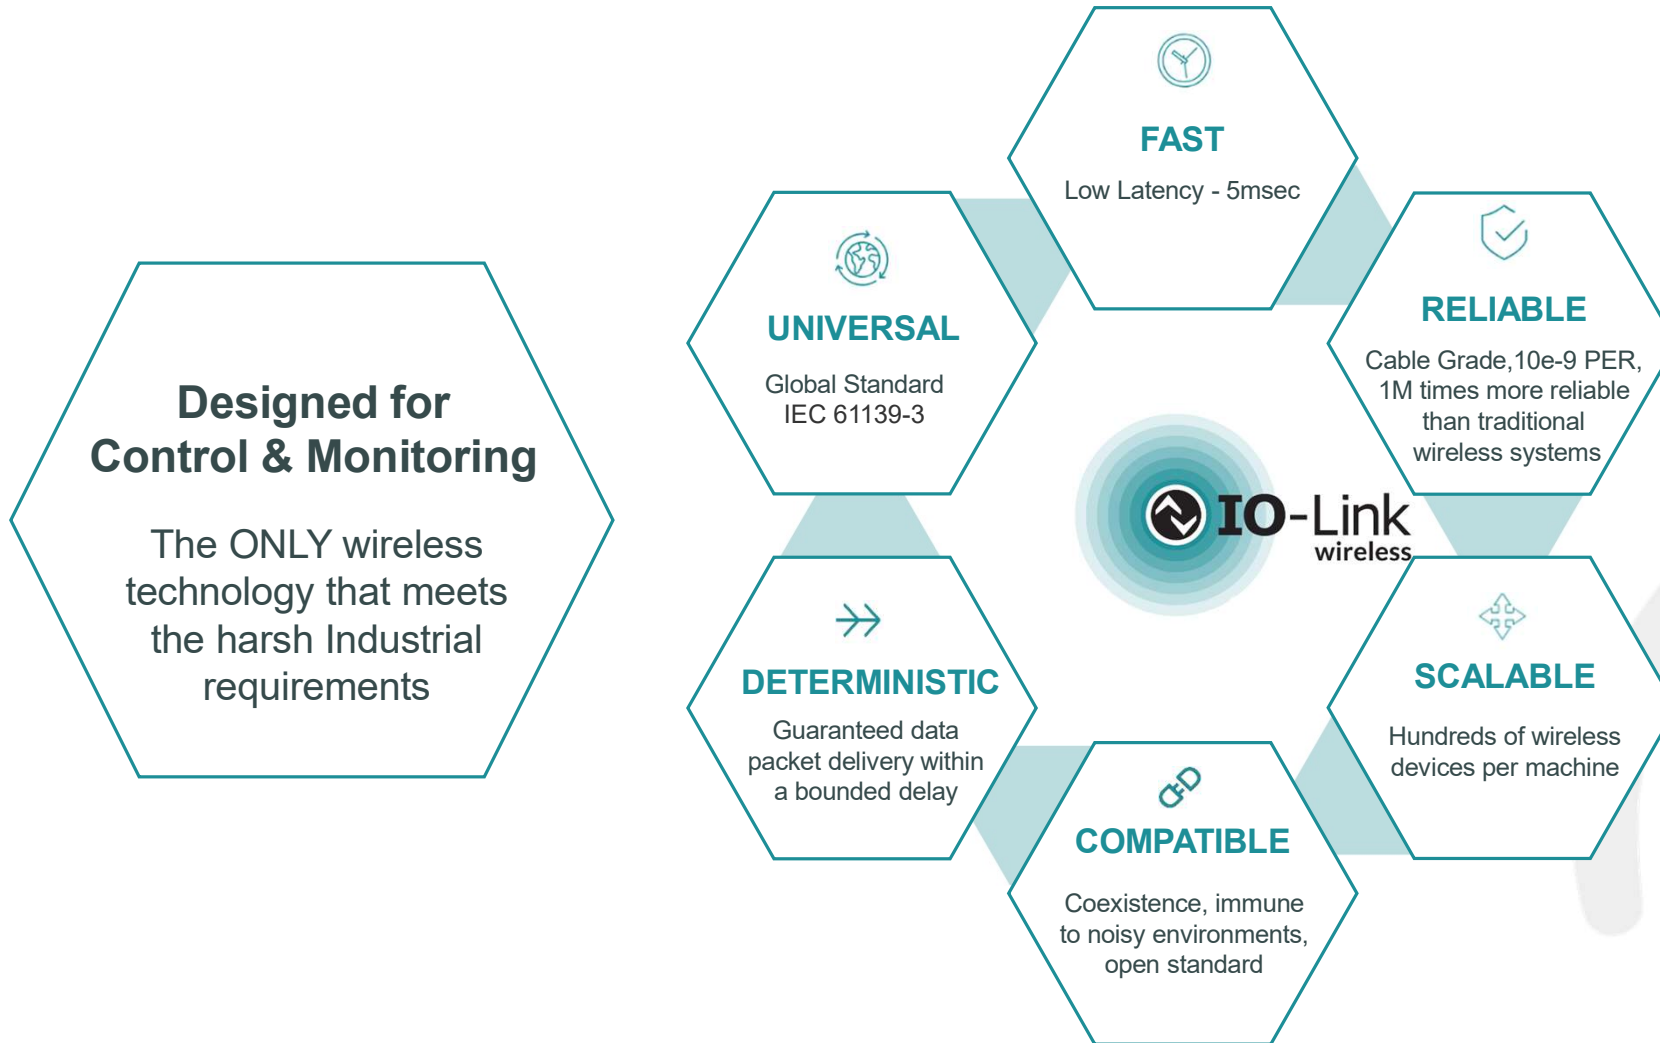 Designed for
Control & Monitoring
The ONLY wireless
technology that meets
the harsh Industrial
requirements
FAST
Low Latency - 5msec
RELIABLE
Cable Grade,10e-9 PER,
1M times more reliable
than traditional
wireless systems
SCALABLE
Hundreds of wireless
devices per machine
COMPATIBLE
Coexistence, immune
to noisy environments,
open standard
DETERMINISTIC
Guaranteed data
packet delivery within
a bounded delay
UNIVERSAL
Global Standard
IEC 61139-3
IO-Link
wireless